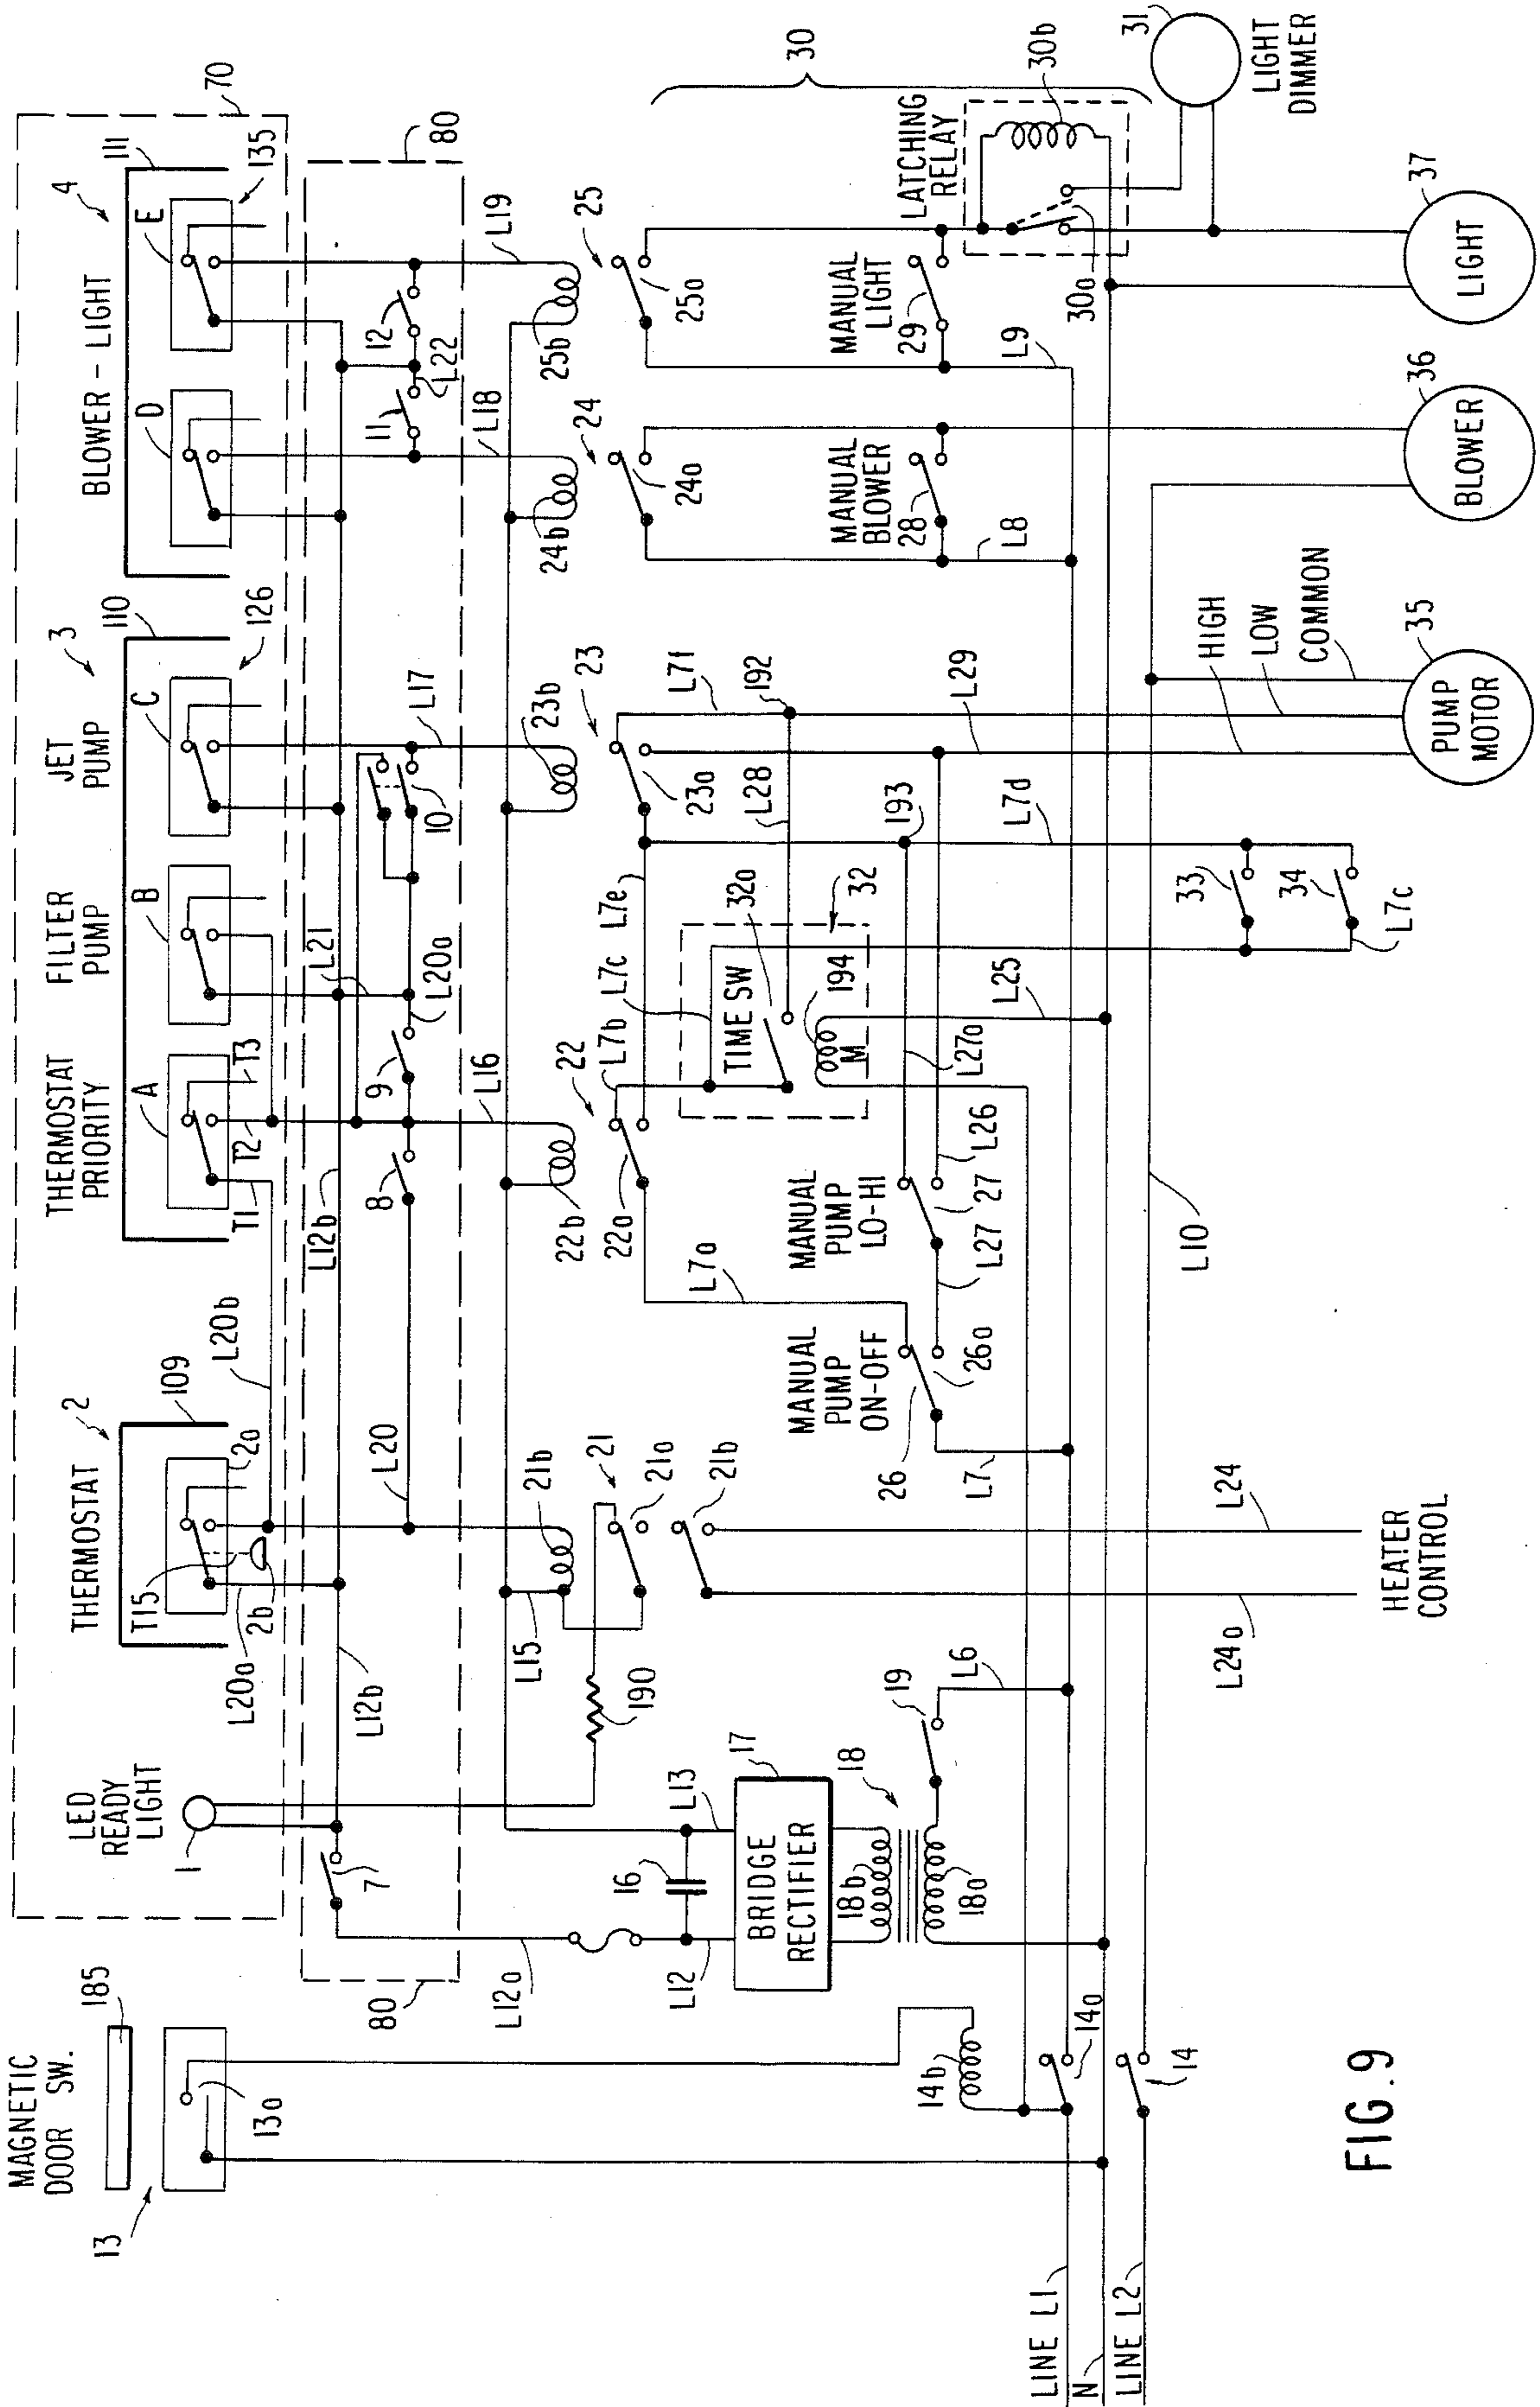 MAGNETIC
DOOR SW.
185
13
13a
LED
READY
LIGHT
1
THERMOSTAT
2
109
2a
T15
2b
L20a
L20b
THERMOSTAT
PRIORITY
FILTER
PUMP
JET
PUMP
3
110
A
B
C
T1
T2
T3
126
BLOWER - LIGHT
4
111
D
E
135
70
80
7
L12a
L12b
L12b
L20
8
9
L21
L20a
10
L16
L17
11
12
L22
L18
L19
80
L12
16
L13
BRIDGE
RECTIFIER
17
18b
18
18a
19
L6
190
L15
21b
21
21a
21b
22b
22a
22
23b
23a
23
24b
24a
24
25b
25a
25
L7a
L7b
L7c
L7e
L7f
TIME SW
32a
32
M
194
L28
192
193
L7d
33
34
L7c
MANUAL
PUMP
ON-OFF
26
26a
L7
MANUAL
PUMP
LO-HI
27
L27
L26
L27a
L25
L29
MANUAL
BLOWER
28
L8
MANUAL
LIGHT
29
L9
LATCHING
RELAY
30
30b
30a
31
LIGHT
DIMMER
14b
14a
14
LINE L1
N
LINE L2
L10
L24a
L24
HEATER
CONTROL
HIGH
LOW
COMMON
PUMP
MOTOR
35
BLOWER
36
LIGHT
37
FIG.9